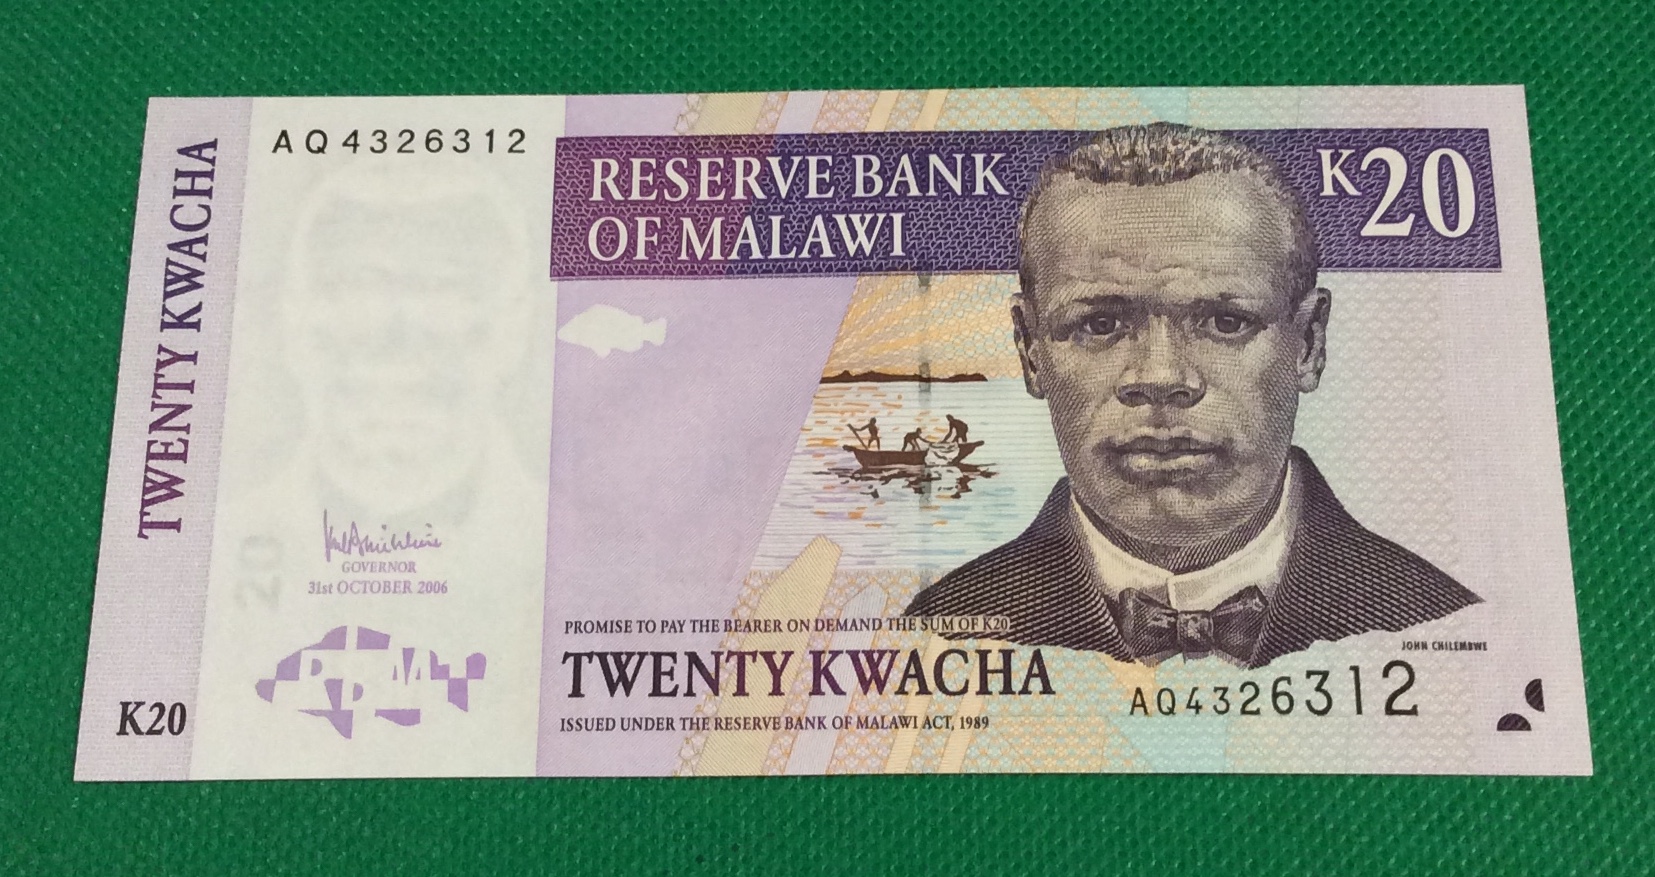 TWENTY KWACHA
K20
AQ4326312
GOVERNOR
31st OCTOBER 2006
20
RESERVE BANK
OF MALAWI
K20
PROMISE TO PAY THE BEARER ON DEMAND THE SUM OF K20
TWENTY KWACHA
ISSUED UNDER THE RESERVE BANK OF MALAWI ACT, 1989
JOHN CHILEMBWE
AQ4326312